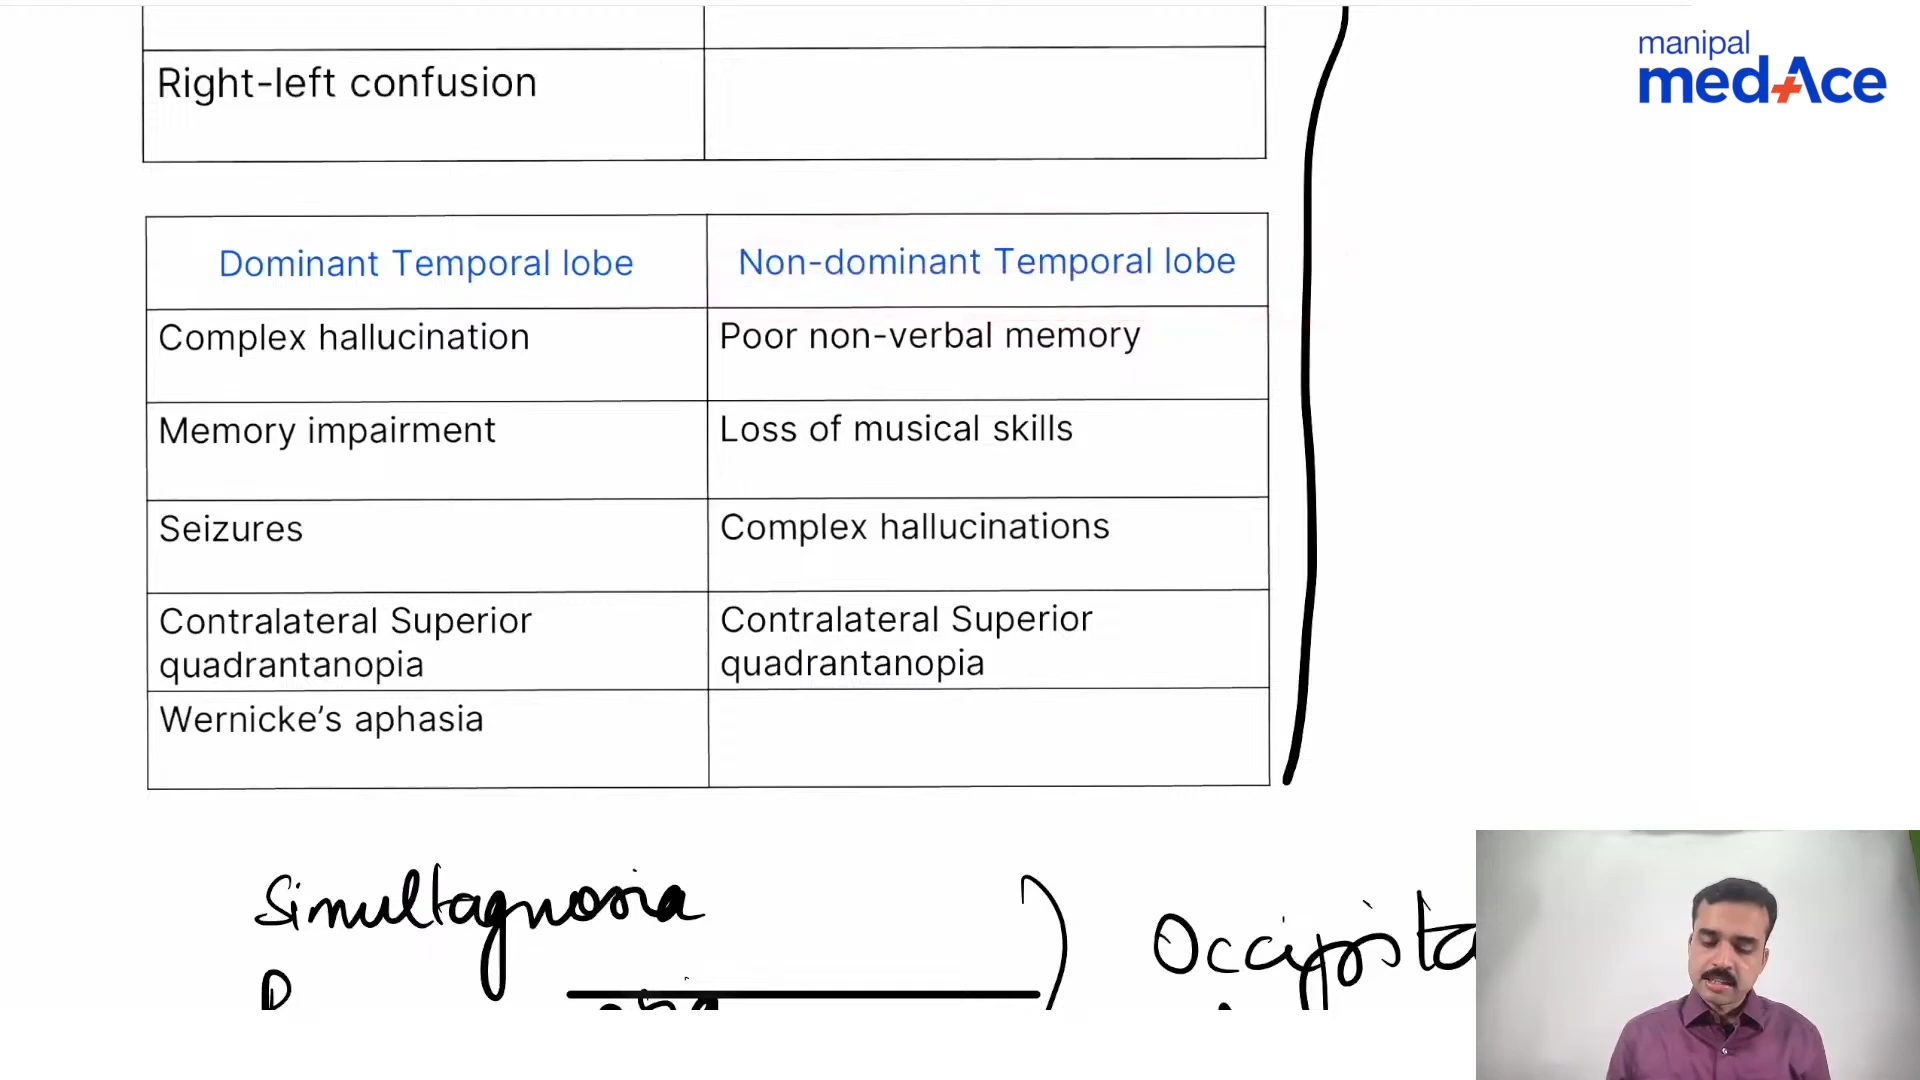 manipal
medAce
Right-left confusion
Dominant Temporal lobe
Non-dominant Temporal lobe
Complex hallucination
Poor non-verbal memory
Memory impairment
Loss of musical skills
Seizures
Complex hallucinations
Contralateral Superior
quadrantanopia
Contralateral Superior
quadrantanopia
Wernicke’s aphasia
Simultagnosia